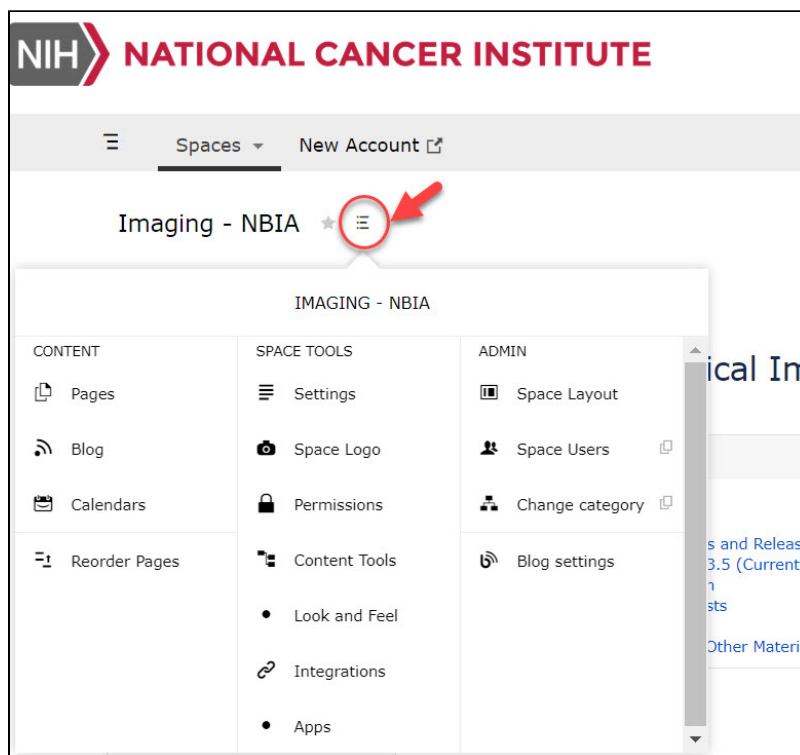 NIH NATIONAL CANCER INSTITUTE
Spaces New Account
Imaging - NBIA
IMAGING - NBIA
CONTENT
Pages
Blog
Calendars
Reorder Pages
SPACE TOOLS
Settings
Space Logo
Permissions
Content Tools
Look and Feel
Integrations
Apps
ADMIN
Space Layout
Space Users
Change category
Blog settings
ical Im
s and Releas
3.5 (Current
n
sts
Other Materi